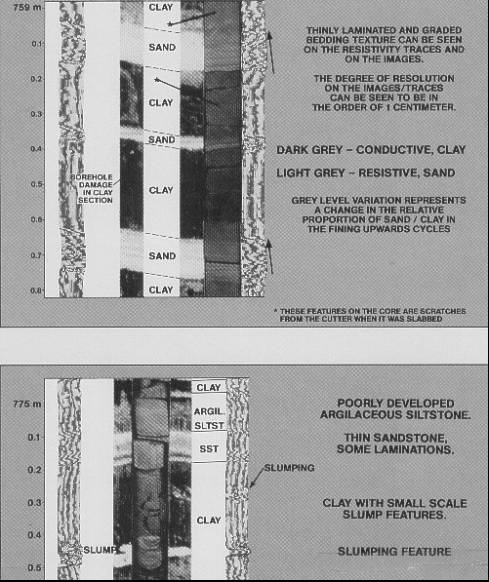 759 m
CLAY
0.1
SAND
0.2
0.3
CLAY
0.4
SAND
BOREHOLE
DAMAGE
IN CLAY
SECTION
0.5
CLAY
0.6
0.7
SAND
0.8
CLAY
THINLY LAMINATED AND GRADED
BEDDING TEXTURE CAN BE SEEN
ON THE RESISTIVITY TRACES AND
ON THE IMAGES.
THE DEGREE OF RESOLUTION
ON THE IMAGES/TRACES
CAN BE SEEN TO BE IN
THE ORDER OF 1 CENTIMETER.
DARK GREY – CONDUCTIVE, CLAY
LIGHT GREY – RESISTIVE, SAND
GREY LEVEL VARIATION REPRESENTS
A CHANGE IN THE RELATIVE
PROPORTION OF SAND / CLAY IN
THE FINING UPWARDS CYCLES
* THESE FEATURES ON THE CORE ARE SCRATCHES
FROM THE CUTTER WHEN IT WAS SLABBED
775 m
CLAY
ARGIL.
SLTST
0.1
SST
0.2
SLUMPING
0.3
0.4
CLAY
SLUMP
0.5
POORLY DEVELOPED
ARGILACEOUS SILTSTONE.
THIN SANDSTONE,
SOME LAMINATIONS.
CLAY WITH SMALL SCALE
SLUMP FEATURES.
SLUMPING FEATURE